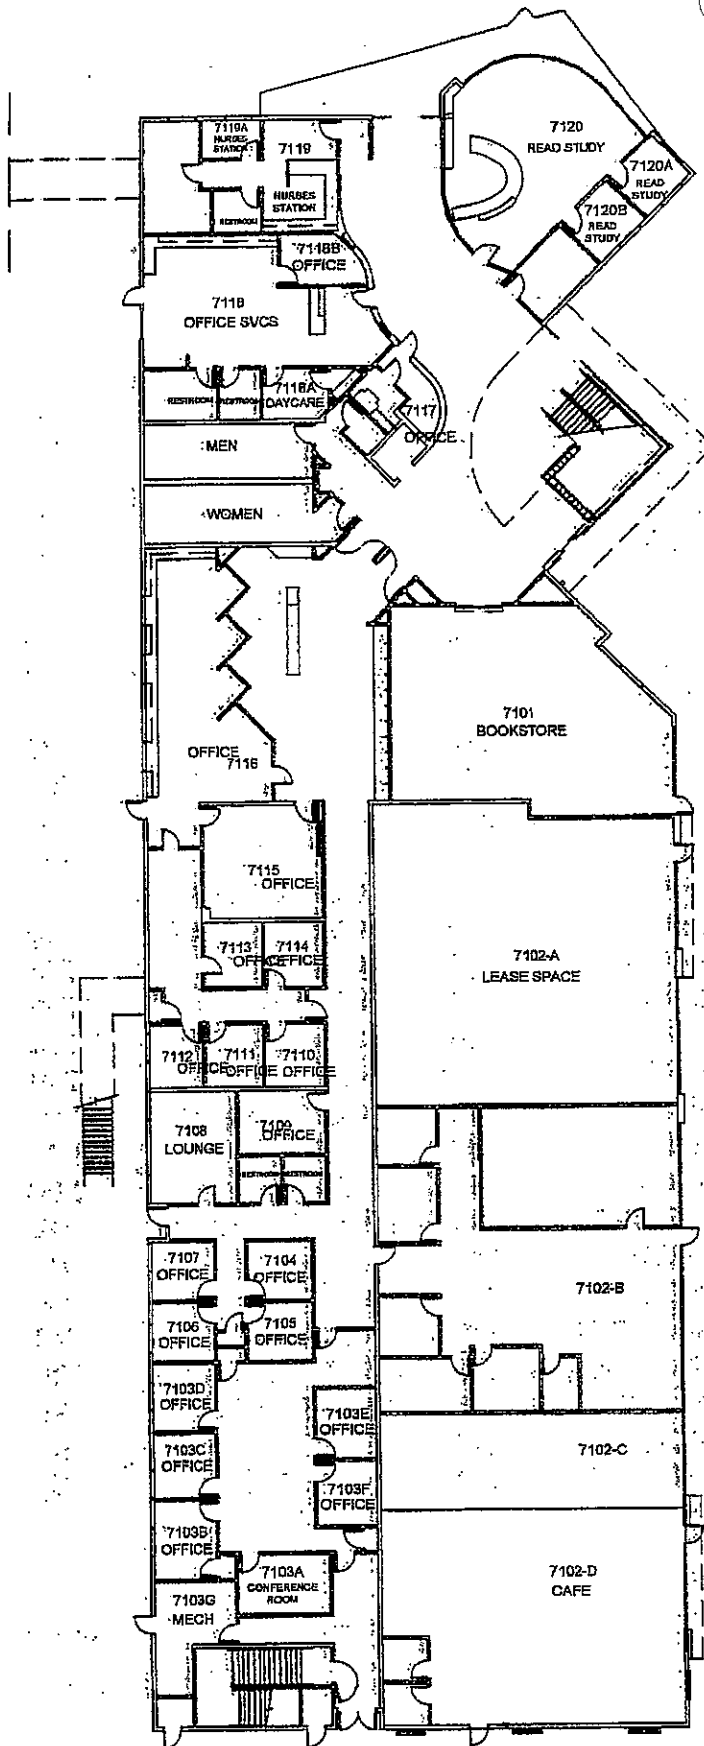 7119A
NURSES
STATION
7119
NURSES
STATION
RESTROOM
7120
READ STUDY
7120A
READ
STUDY
7120B
READ
STUDY
7118B
OFFICE
7118
OFFICE SVCS
RESTROOM
RESTROOM
7118A
DAYCARE
7117
OFFICE
MEN
WOMEN
7101
BOOKSTORE
OFFICE
7116
7115
OFFICE
7113
OFFICE
7114
OFFICE
7102-A
LEASE SPACE
7112
OFFICE
7111
OFFICE
7110
OFFICE
7108
LOUNGE
7109
OFFICE
RESTROOM
RESTROOM
7107
OFFICE
7104
OFFICE
7102-B
7106
OFFICE
7105
OFFICE
7103D
OFFICE
7103E
OFFICE
7103C
OFFICE
7102-C
7103F
OFFICE
7103B
OFFICE
7103A
CONFERENCE
ROOM
7102-D
CAFE
7103G
MECH